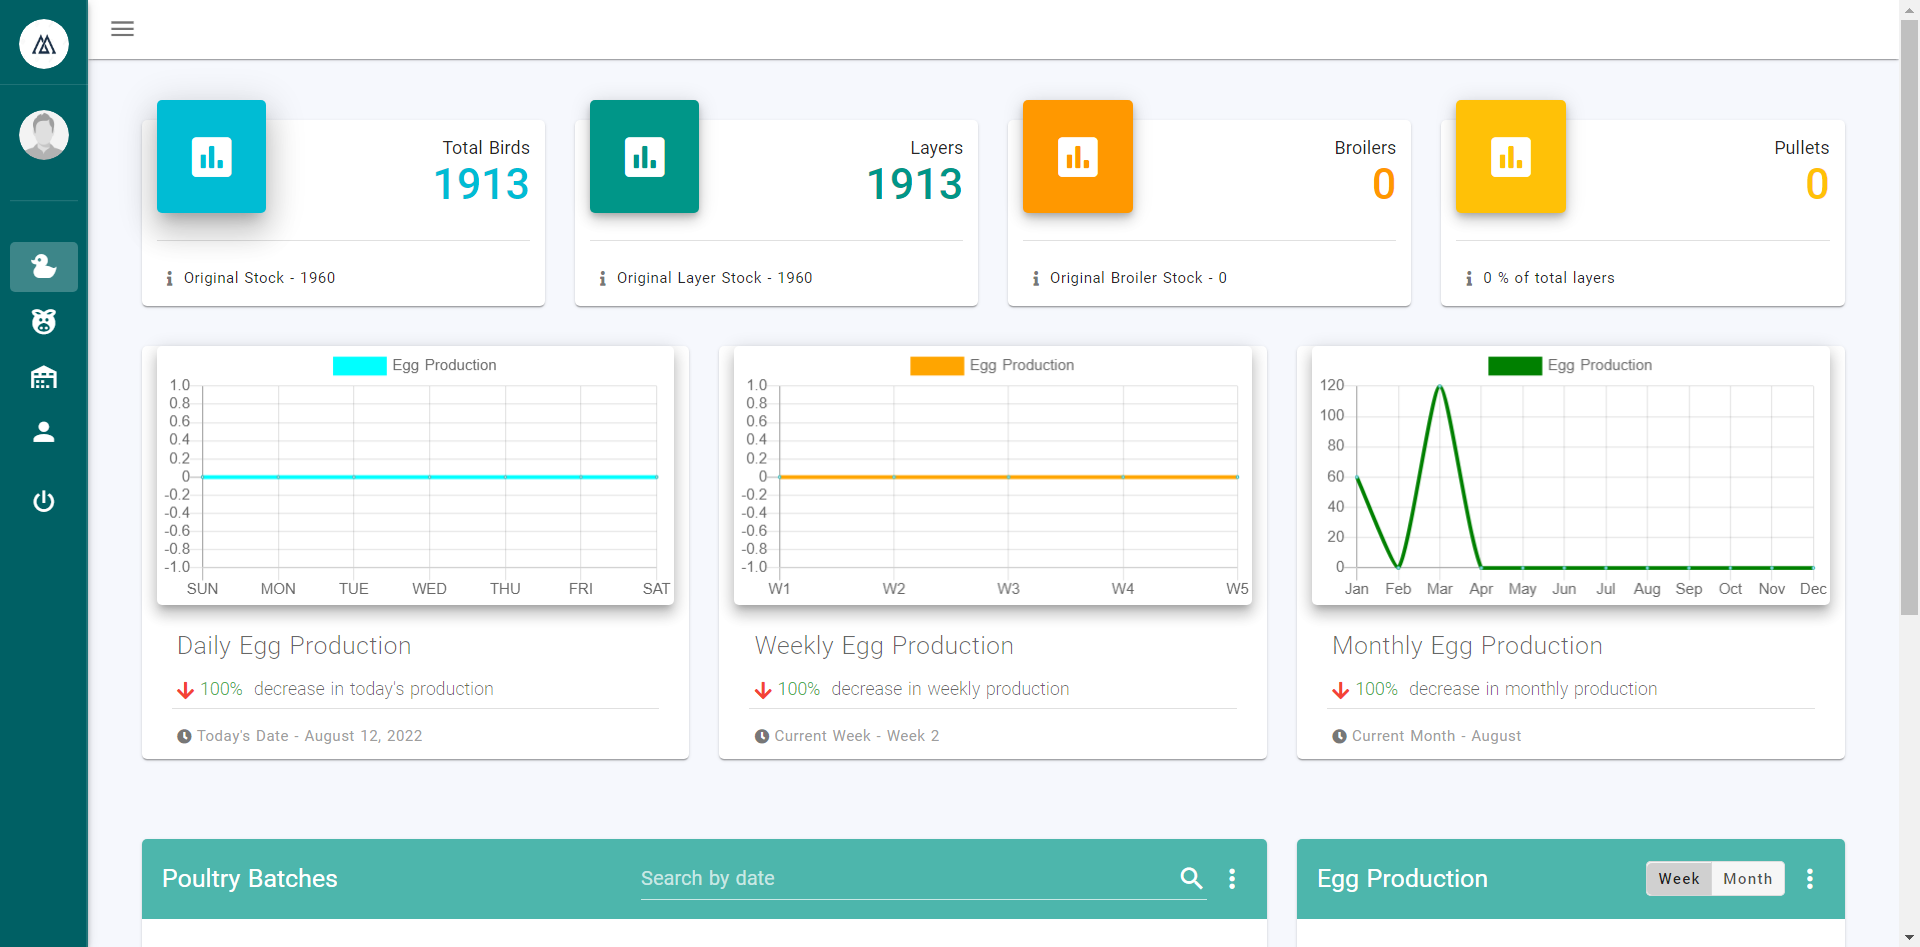 Total Birds
1913
Original Stock - 1960
Layers
1913
Original Layer Stock - 1960
Broilers
0
Original Broiler Stock - 0
Pullets
0
0 % of total layers
Egg Production
1.0
0.8
0.6
0.4
0.2
0
-0.2
-0.4
-0.6
-0.8
-1.0
SUN MON TUE WED THU FRI SAT
Daily Egg Production
100% decrease in today's production
Today's Date - August 12, 2022
Egg Production
1.0
0.8
0.6
0.4
0.2
0
-0.2
-0.4
-0.6
-0.8
-1.0
W1 W2 W3 W4 W5
Weekly Egg Production
100% decrease in weekly production
Current Week - Week 2
Egg Production
120
100
80
60
40
20
0
Jan Feb Mar Apr May Jun Jul Aug Sep Oct Nov Dec
Monthly Egg Production
100% decrease in monthly production
Current Month - August
Poultry Batches
Search by date
Egg Production
Week Month